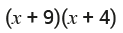 (x + 9)(x + 4)